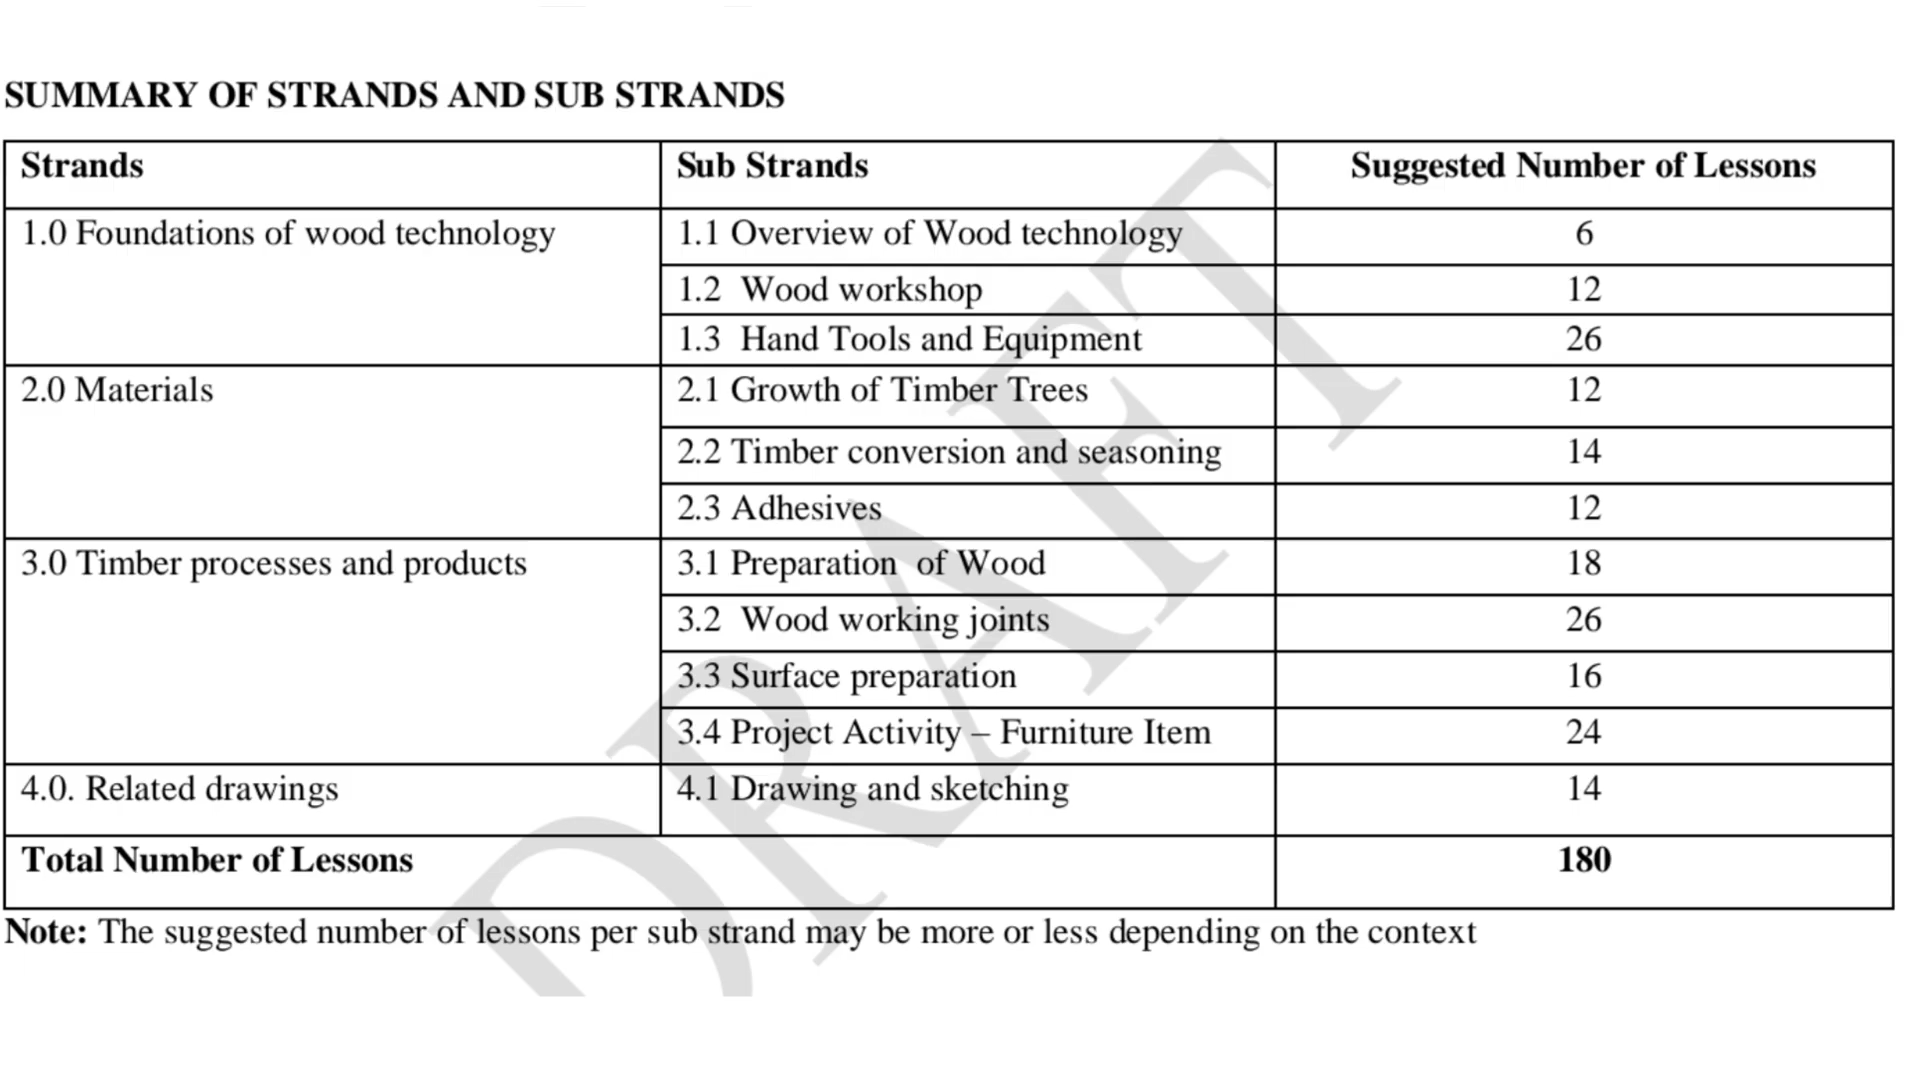 SUMMARY OF STRANDS AND SUB STRANDS
Strands Sub Strands Suggested Number of Lessons
1.0 Foundations of wood technology 1.1 Overview of Wood technology 6
1.2 Wood workshop 12
1.3 Hand Tools and Equipment 26
2.0 Materials 2.1 Growth of Timber Trees 12
2.2 Timber conversion and seasoning 14
2.3 Adhesives 12
3.0 Timber processes and products 3.1 Preparation of Wood 18
3.2 Wood working joints 26
3.3 Surface preparation 16
3.4 Project Activity – Furniture Item 24
4.0. Related drawings 4.1 Drawing and sketching 14
Total Number of Lessons 180
Note: The suggested number of lessons per sub strand may be more or less depending on the context
DRAFT